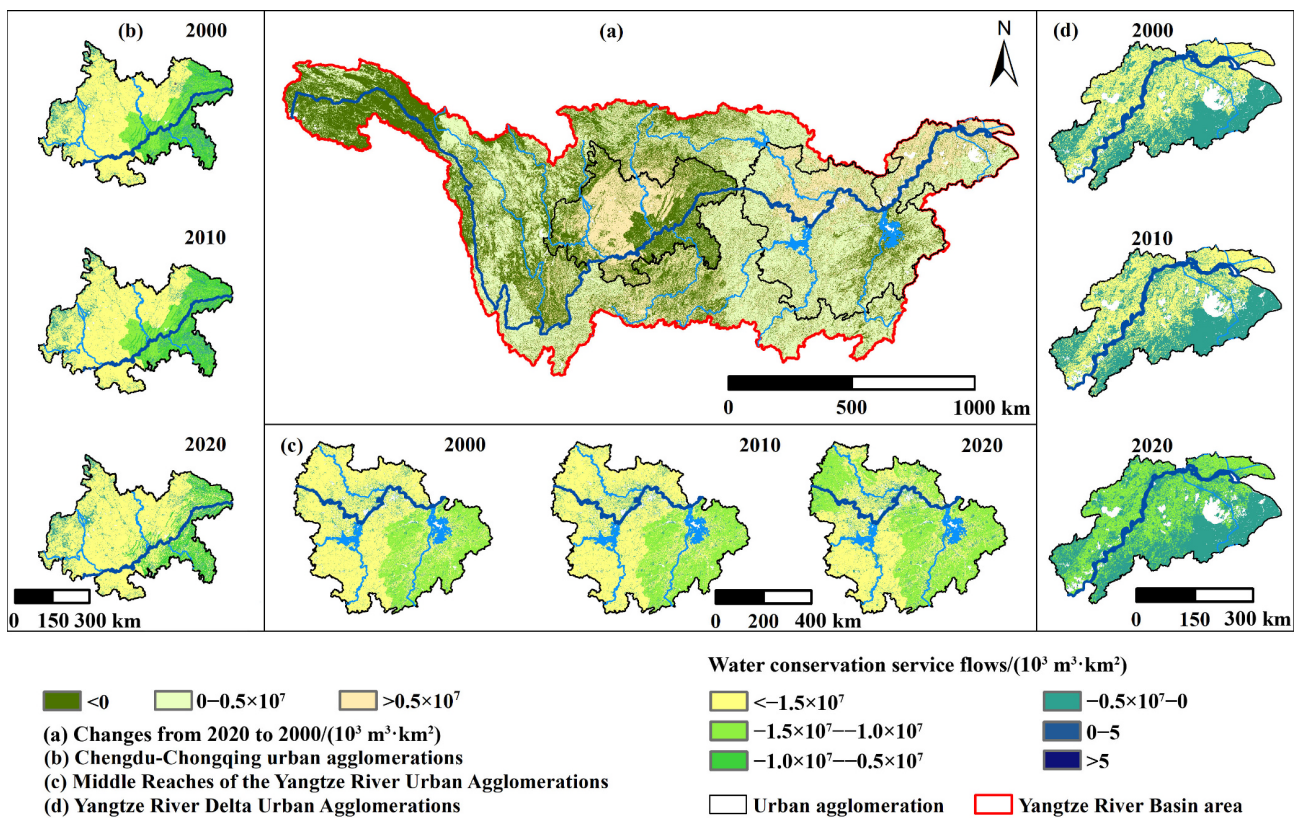 (b)
2000
2010
2020
0 150 300 km
(a)
N
0 500 1000 km
(c)
2000
2010
2020
0 200 400 km
(d)
2000
2010
2020
0 150 300 km
<0
0−0.5×10⁷
>0.5×10⁷
(a) Changes from 2020 to 2000/(10³ m³·km²)
(b) Chengdu-Chongqing urban agglomerations
(c) Middle Reaches of the Yangtze River Urban Agglomerations
(d) Yangtze River Delta Urban Agglomerations
Water conservation service flows/(10³ m³·km²)
<−1.5×10⁷
−1.5×10⁷−−1.0×10⁷
−1.0×10⁷−−0.5×10⁷
−0.5×10⁷-0
0−5
>5
Urban agglomeration
Yangtze River Basin area